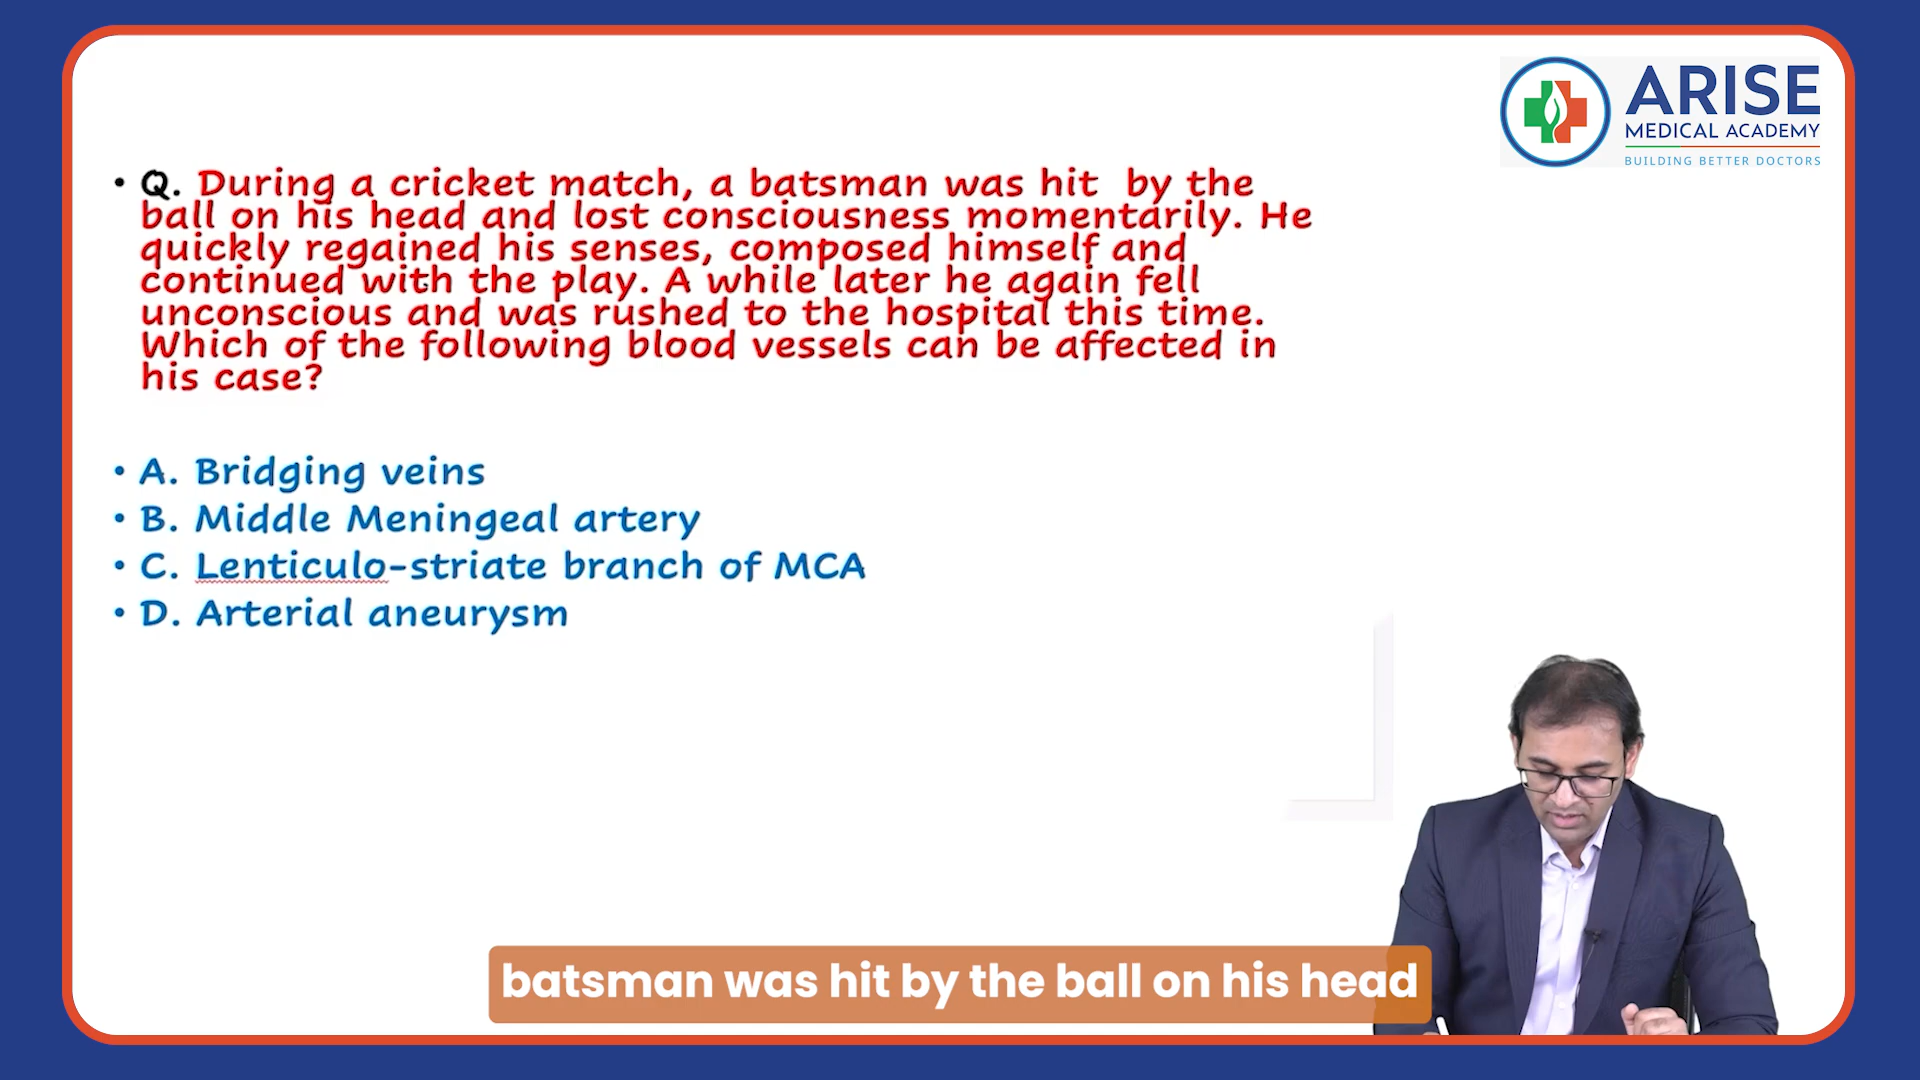 ARISE
MEDICAL ACADEMY
BUILDING BETTER DOCTORS
• Q. During a cricket match, a batsman was hit by the
ball on his head and lost consciousness momentarily. He
quickly regained his senses, composed himself and
continued with the play. A while later he again fell
unconscious and was rushed to the hospital this time.
Which of the following blood vessels can be affected in
his case?
• A. Bridging veins
• B. Middle Meningeal artery
• C. Lenticulo-striate branch of MCA
• D. Arterial aneurysm
batsman was hit by the ball on his head